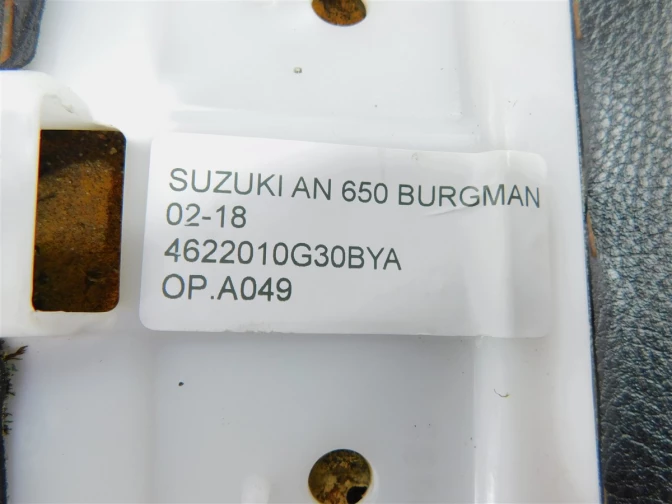 SUZUKI AN 650 BURGMAN
02-18
4622010G30BYA
OP.A049